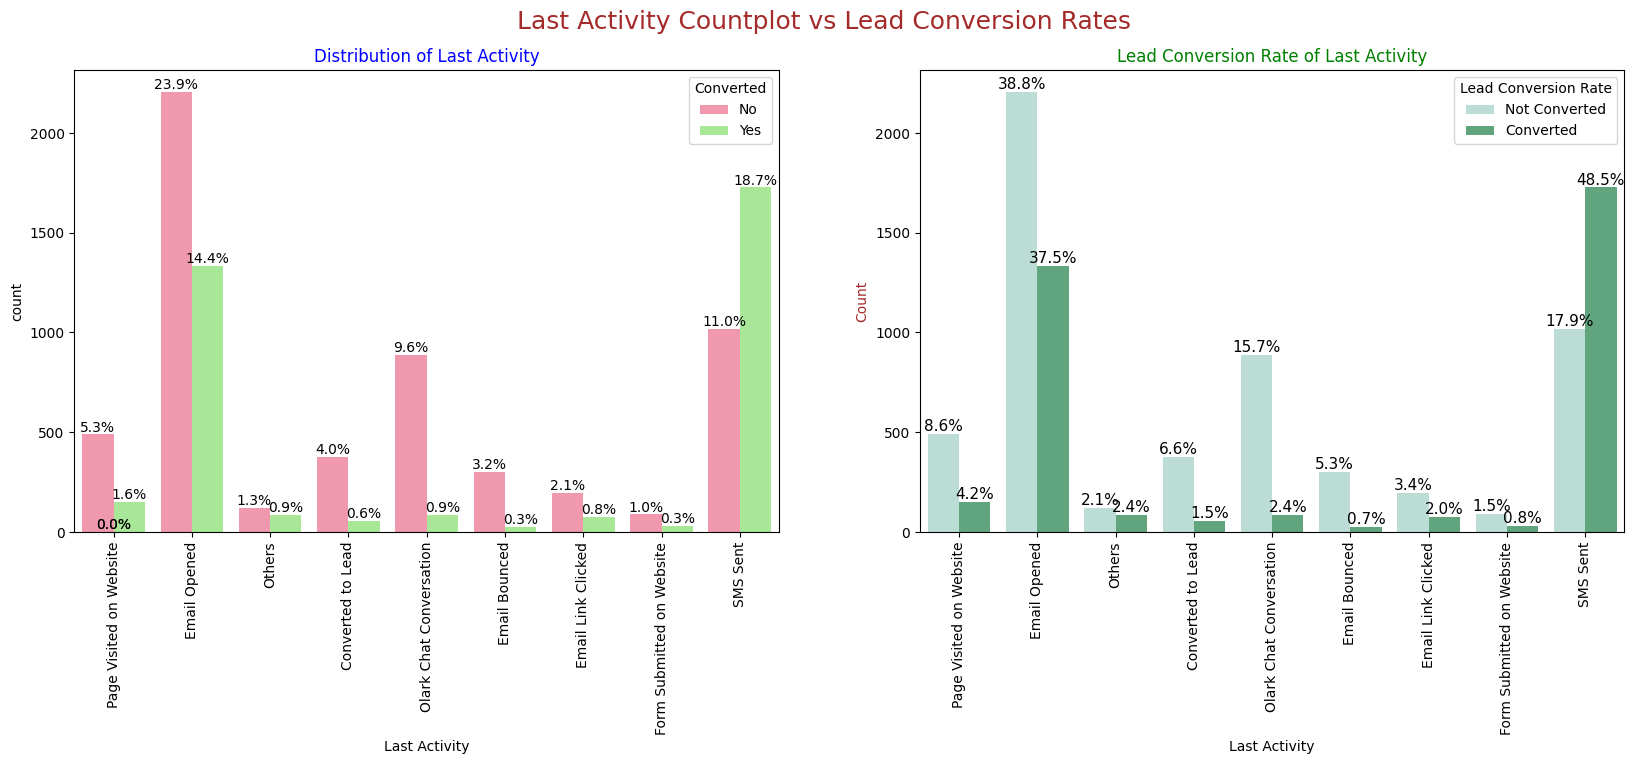 Last Activity Countplot vs Lead Conversion Rates
Distribution of Last Activity
Converted
No
Yes
count
2000
1500
1000
500
0
5.3%
1.6%
0.0%
23.9%
14.4%
1.3%
0.9%
4.0%
0.6%
9.6%
0.9%
3.2%
0.3%
2.1%
0.8%
1.0%
0.3%
11.0%
18.7%
Page Visited on Website
Email Opened
Others
Converted to Lead
Olark Chat Conversation
Email Bounced
Email Link Clicked
Form Submitted on Website
SMS Sent
Last Activity
Lead Conversion Rate of Last Activity
Lead Conversion Rate
Not Converted
Converted
Count
2000
1500
1000
500
0
8.6%
4.2%
38.8%
37.5%
2.1%
2.4%
6.6%
1.5%
15.7%
2.4%
5.3%
0.7%
3.4%
2.0%
1.5%
0.8%
17.9%
48.5%
Page Visited on Website
Email Opened
Others
Converted to Lead
Olark Chat Conversation
Email Bounced
Email Link Clicked
Form Submitted on Website
SMS Sent
Last Activity